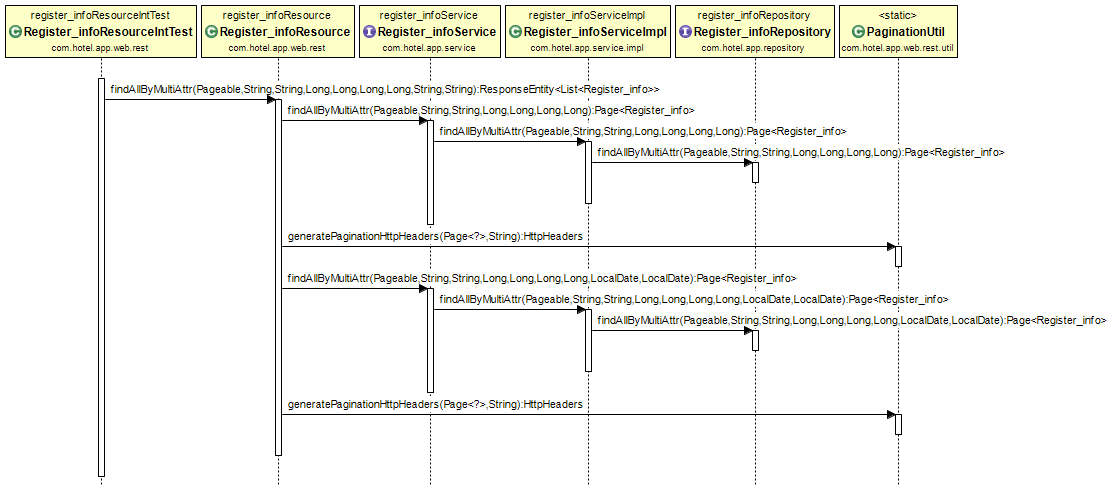 register_infoResourceIntTest
C Register_infoResourceIntTest
com.hotel.app.web.rest
register_infoResource
C Register_infoResource
com.hotel.app.web.rest
register_infoService
I Register_infoService
com.hotel.app.service
register_infoServiceImpl
C Register_infoServiceImpl
com.hotel.app.service.impl
register_infoRepository
I Register_infoRepository
com.hotel.app.repository
<static>
C PaginationUtil
com.hotel.app.web.rest.util
findAllByMultiAttr(Pageable,String,String,Long,Long,Long,Long,String,String):ResponseEntity<List<Register_info>>
findAllByMultiAttr(Pageable,String,String,Long,Long,Long,Long):Page<Register_info>
findAllByMultiAttr(Pageable,String,String,Long,Long,Long,Long):Page<Register_info>
findAllByMultiAttr(Pageable,String,String,Long,Long,Long,Long):Page<Register_info>
generatePaginationHttpHeaders(Page<?>,String):HttpHeaders
findAllByMultiAttr(Pageable,String,String,Long,Long,Long,Long,LocalDate,LocalDate):Page<Register_info>
findAllByMultiAttr(Pageable,String,String,Long,Long,Long,Long,LocalDate,LocalDate):Page<Register_info>
findAllByMultiAttr(Pageable,String,String,Long,Long,Long,Long,LocalDate,LocalDate):Page<Register_info>
generatePaginationHttpHeaders(Page<?>,String):HttpHeaders